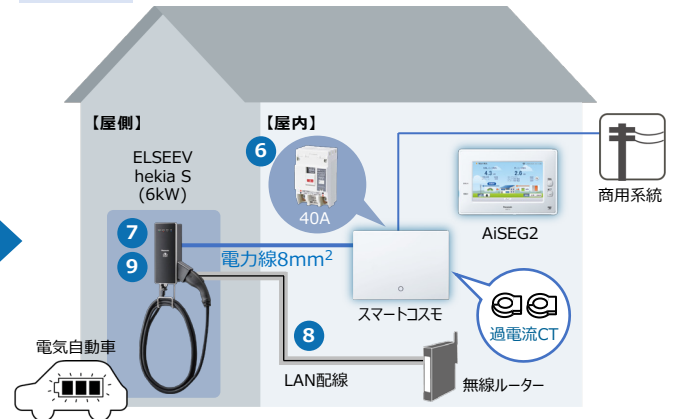 【屋側】
【屋内】
ELSEEV
hekia S
(6kW)
6
40A
商用系統
AiSEG2
7
9
電力線8mm²
スマートコスモ
過電流CT
8
電気自動車
LAN配線
無線ルーター